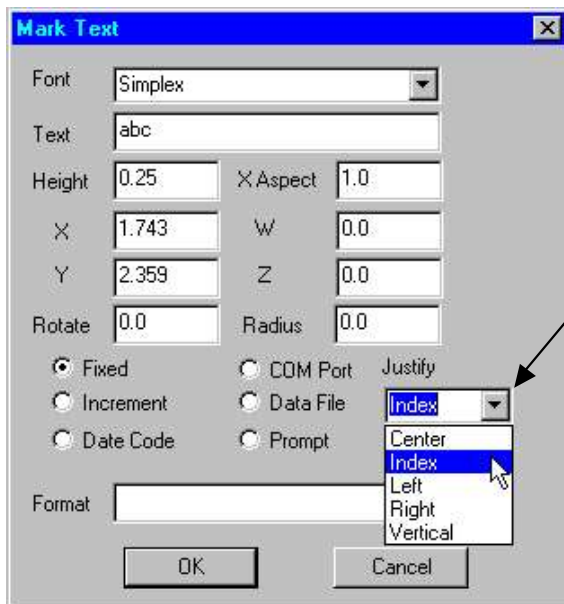 Mark Text
Font Simplex
Text abc
Height 0.25 X Aspect 1.0
X 1.743 W 0.0
Y 2.359 Z 0.0
Rotate 0.0 Radius 0.0
Fixed COM Port Justify
Increment Data File Index
Date Code Prompt Center
Index
Left
Right
Vertical
Format
OK Cancel